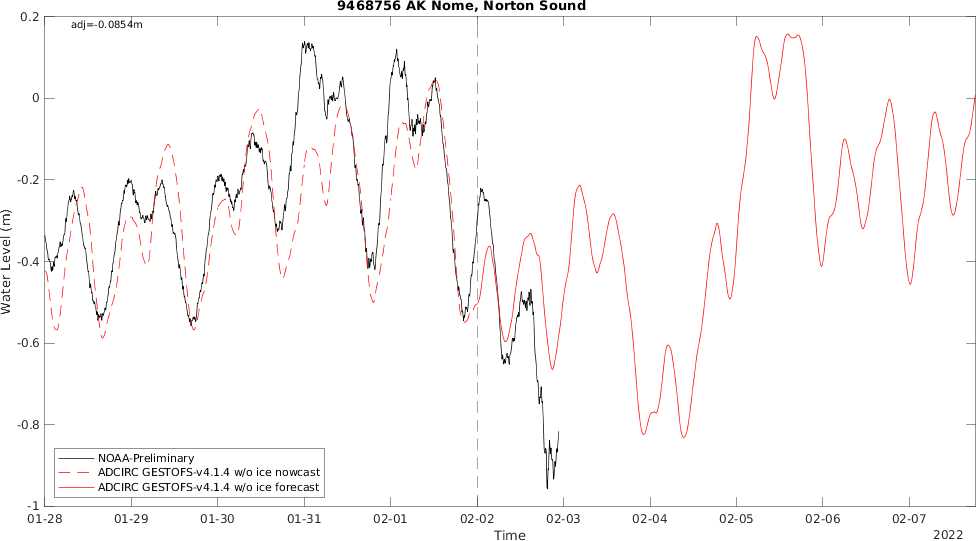 9468756 AK Nome, Norton Sound
adj=-0.0854m
0.2
0
-0.2
-0.4
-0.6
-0.8
-1
Water Level (m)
NOAA-Preliminary
ADCIRC GESTOFS-v4.1.4 w/o ice nowcast
ADCIRC GESTOFS-v4.1.4 w/o ice forecast
01-28 01-29 01-30 01-31 02-01 02-02 02-03 02-04 02-05 02-06 02-07
Time
2022